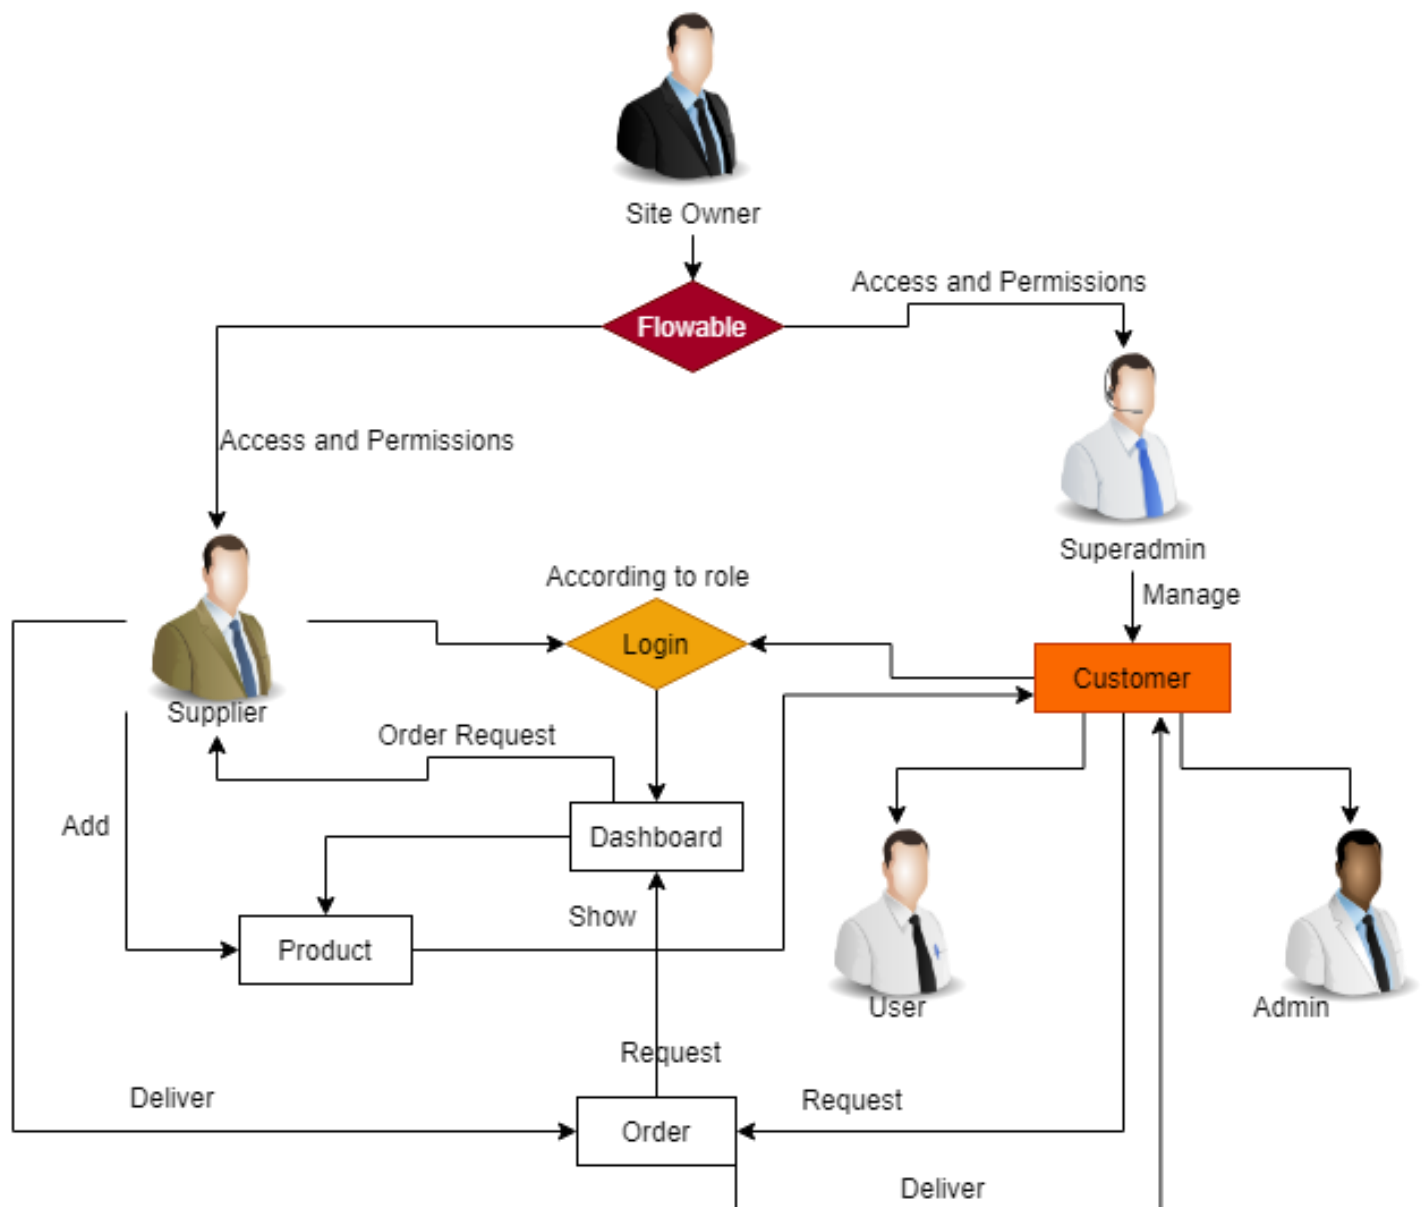 Site Owner
Access and Permissions
Flowable
Access and Permissions
Superadmin
According to role
Manage
Login
Customer
Supplier
Order Request
Add
Dashboard
Show
Product
User
Admin
Request
Deliver
Request
Order
Deliver